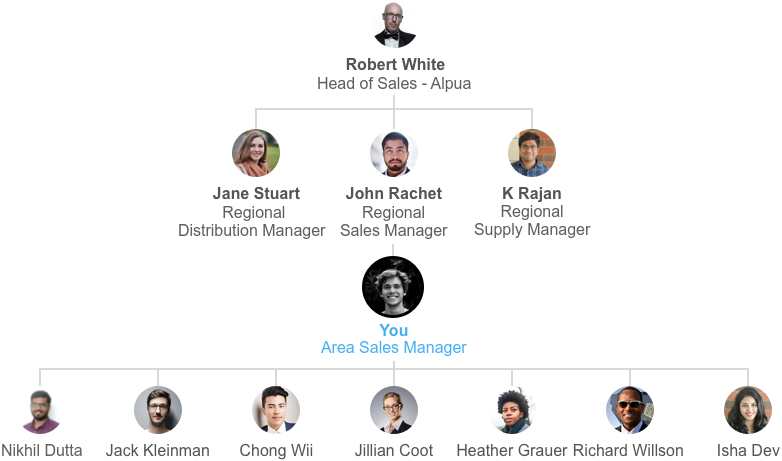 Robert White
Head of Sales - Alpua
Jane Stuart
Regional
Distribution Manager
John Rachet
Regional
Sales Manager
K Rajan
Regional
Supply Manager
You
Area Sales Manager
Nikhil Dutta
Jack Kleinman
Chong Wii
Jillian Coot
Heather Grauer
Richard Willson
Isha Dev